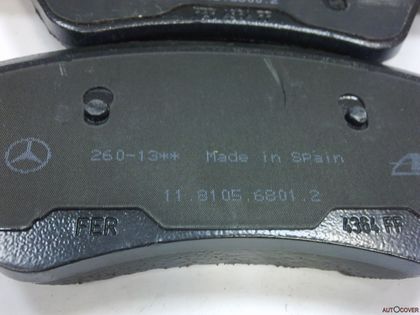 260-13** Made in Spain
11.8105.6801.2
FER 4364 FF
AUTOCOVER